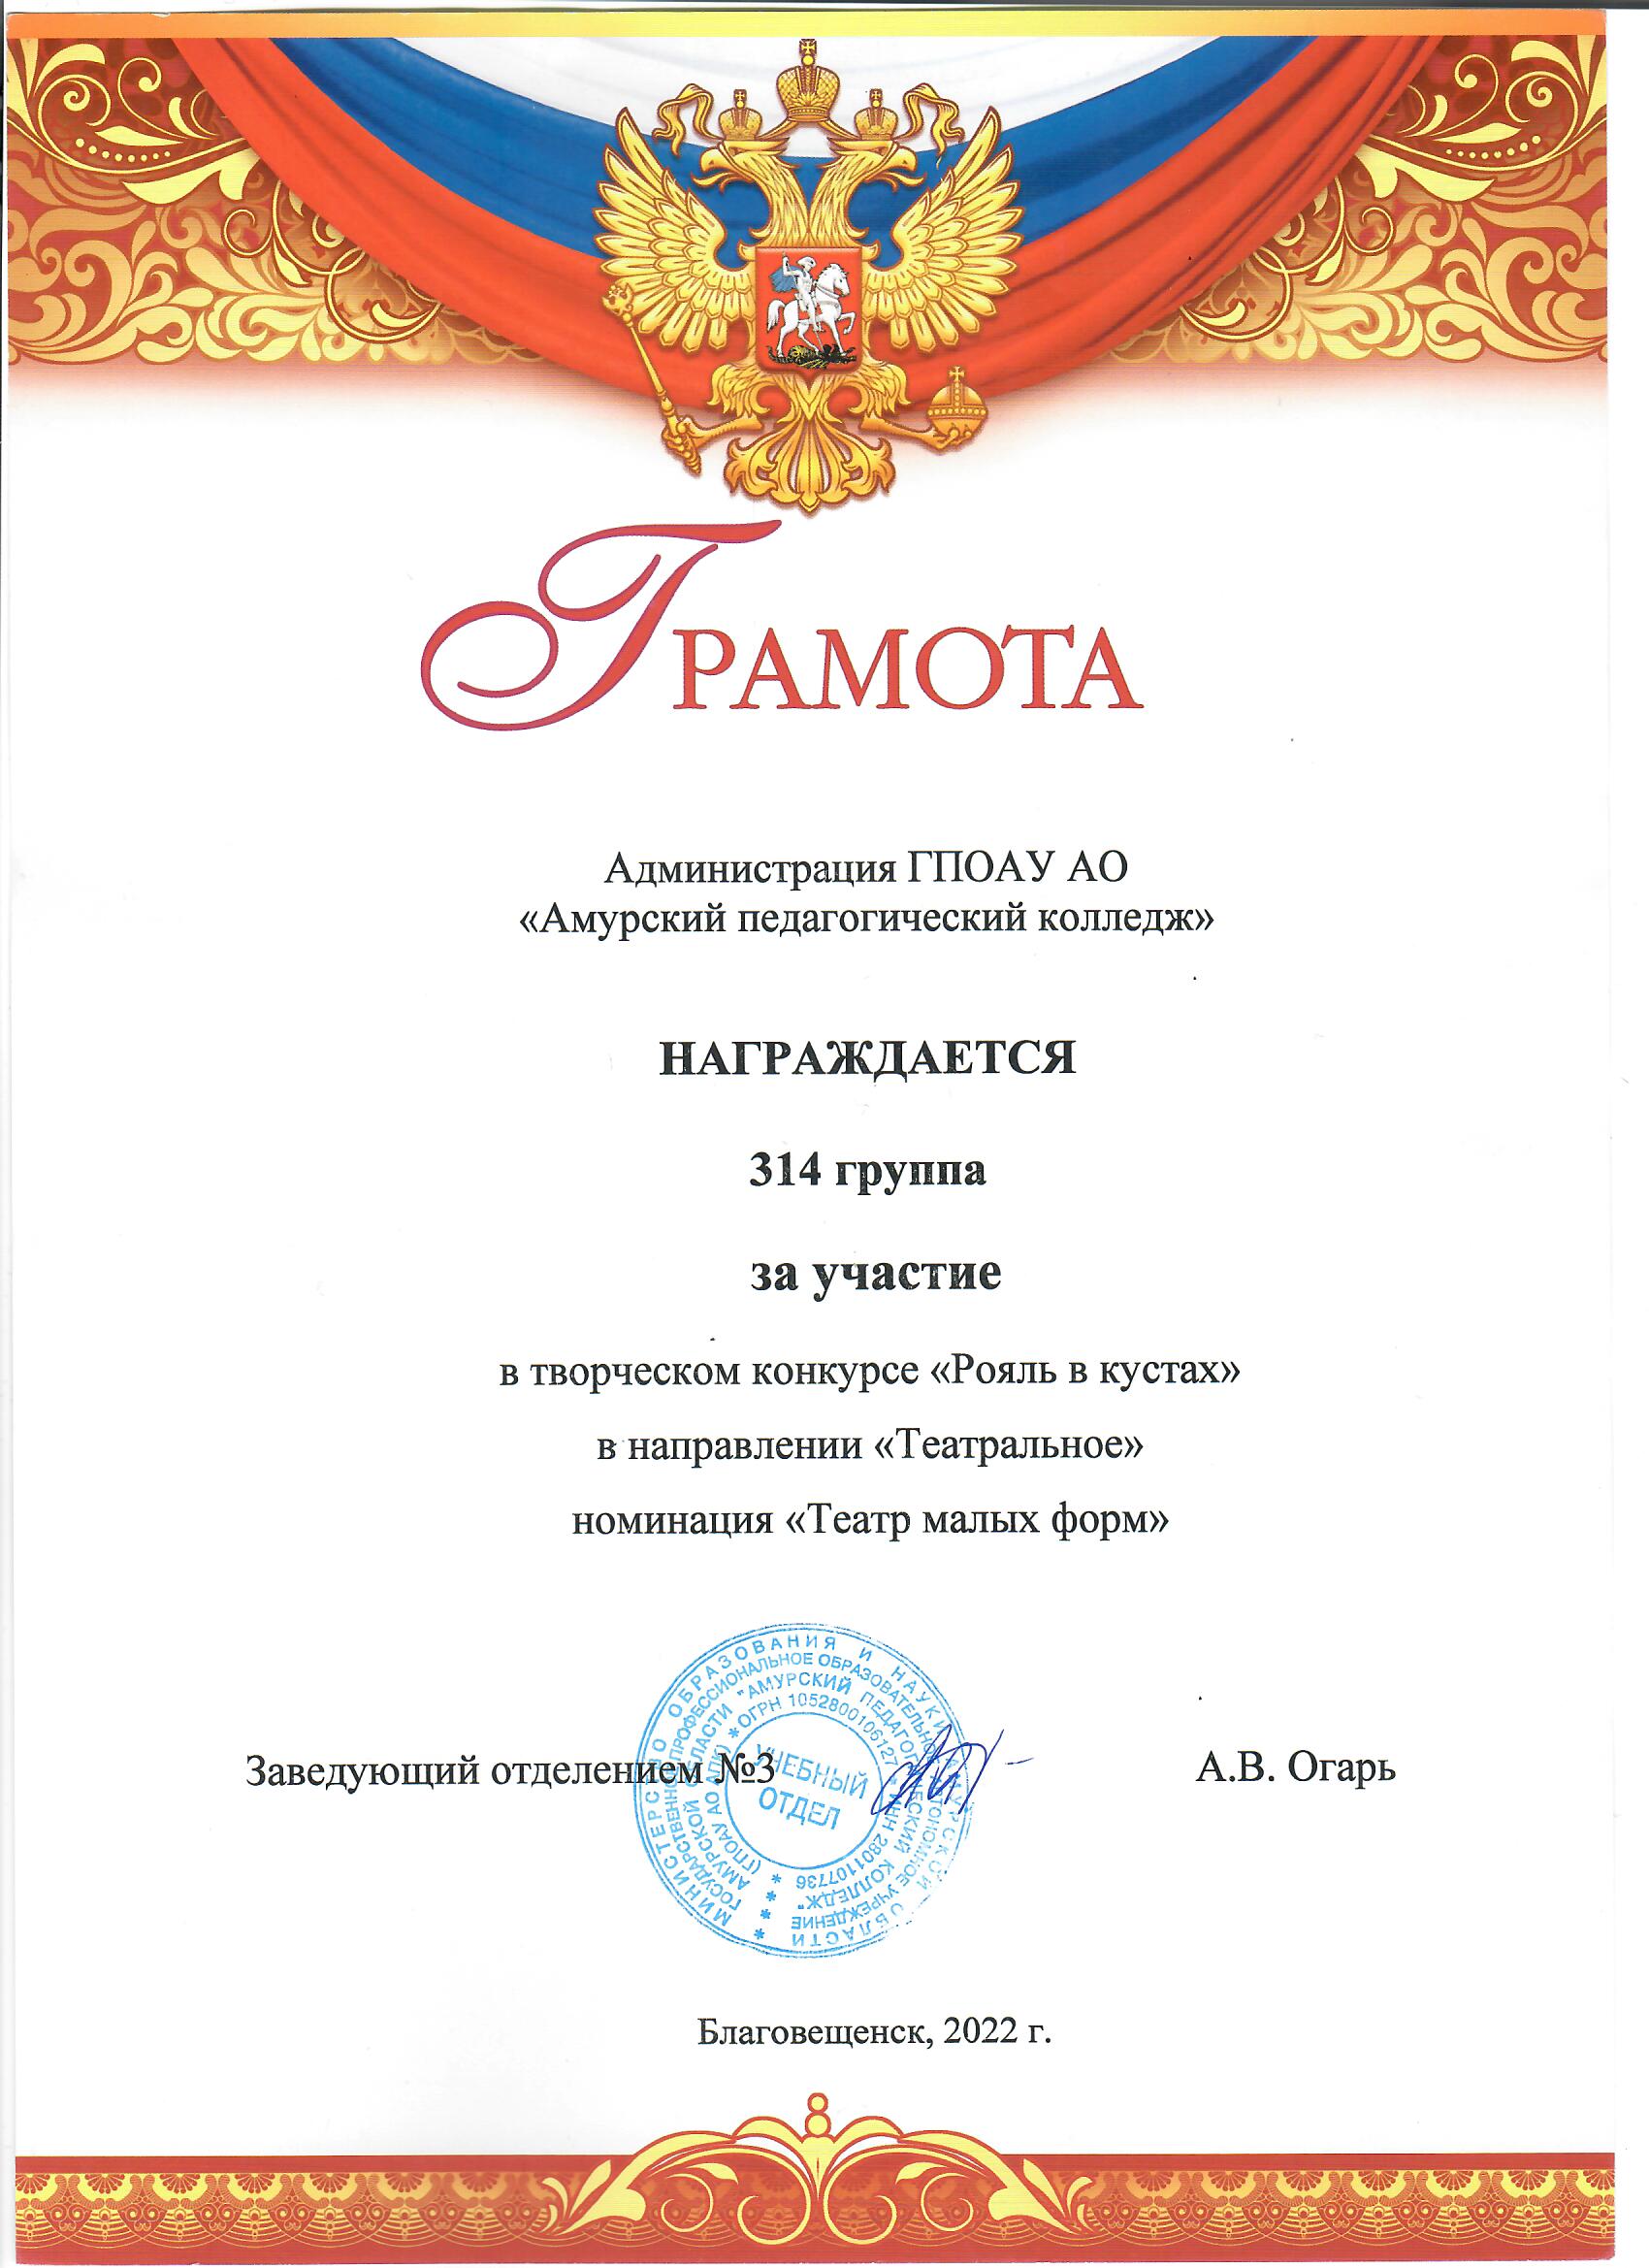 ГРАМОТА
Администрация ГПОАУ АО
«Амурский педагогический колледж»
НАГРАЖДАЕТСЯ
314 группа
за участие
в творческом конкурсе «Рояль в кустах»
в направлении «Театральное»
номинация «Театр малых форм»
Заведующий отделением №3
А.В. Огарь
МИНИСТЕРСТВО ОБРАЗОВАНИЯ И НАУКИ АМУРСКОЙ ОБЛАСТИ
ГОСУДАРСТВЕННОЕ ПРОФЕССИОНАЛЬНОЕ ОБРАЗОВАТЕЛЬНОЕ АВТОНОМНОЕ УЧРЕЖДЕНИЕ
АМУРСКОЙ ОБЛАСТИ "АМУРСКИЙ ПЕДАГОГИЧЕСКИЙ КОЛЛЕДЖ"
(ГПОАУ АО АПК) * ОГРН 1052800106127 * ИНН 2801107736
УЧЕБНЫЙ
ОТДЕЛ
Благовещенск, 2022 г.